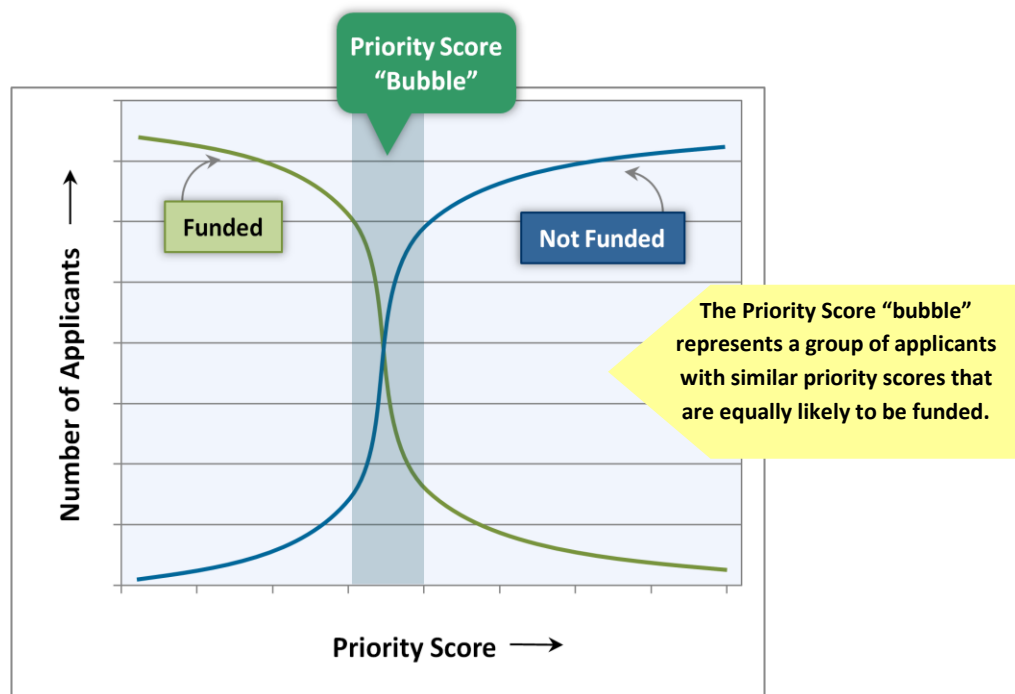 Priority Score
“Bubble”
Funded
Not Funded
The Priority Score “bubble”
represents a group of applicants
with similar priority scores that
are equally likely to be funded.
Number of Applicants
Priority Score